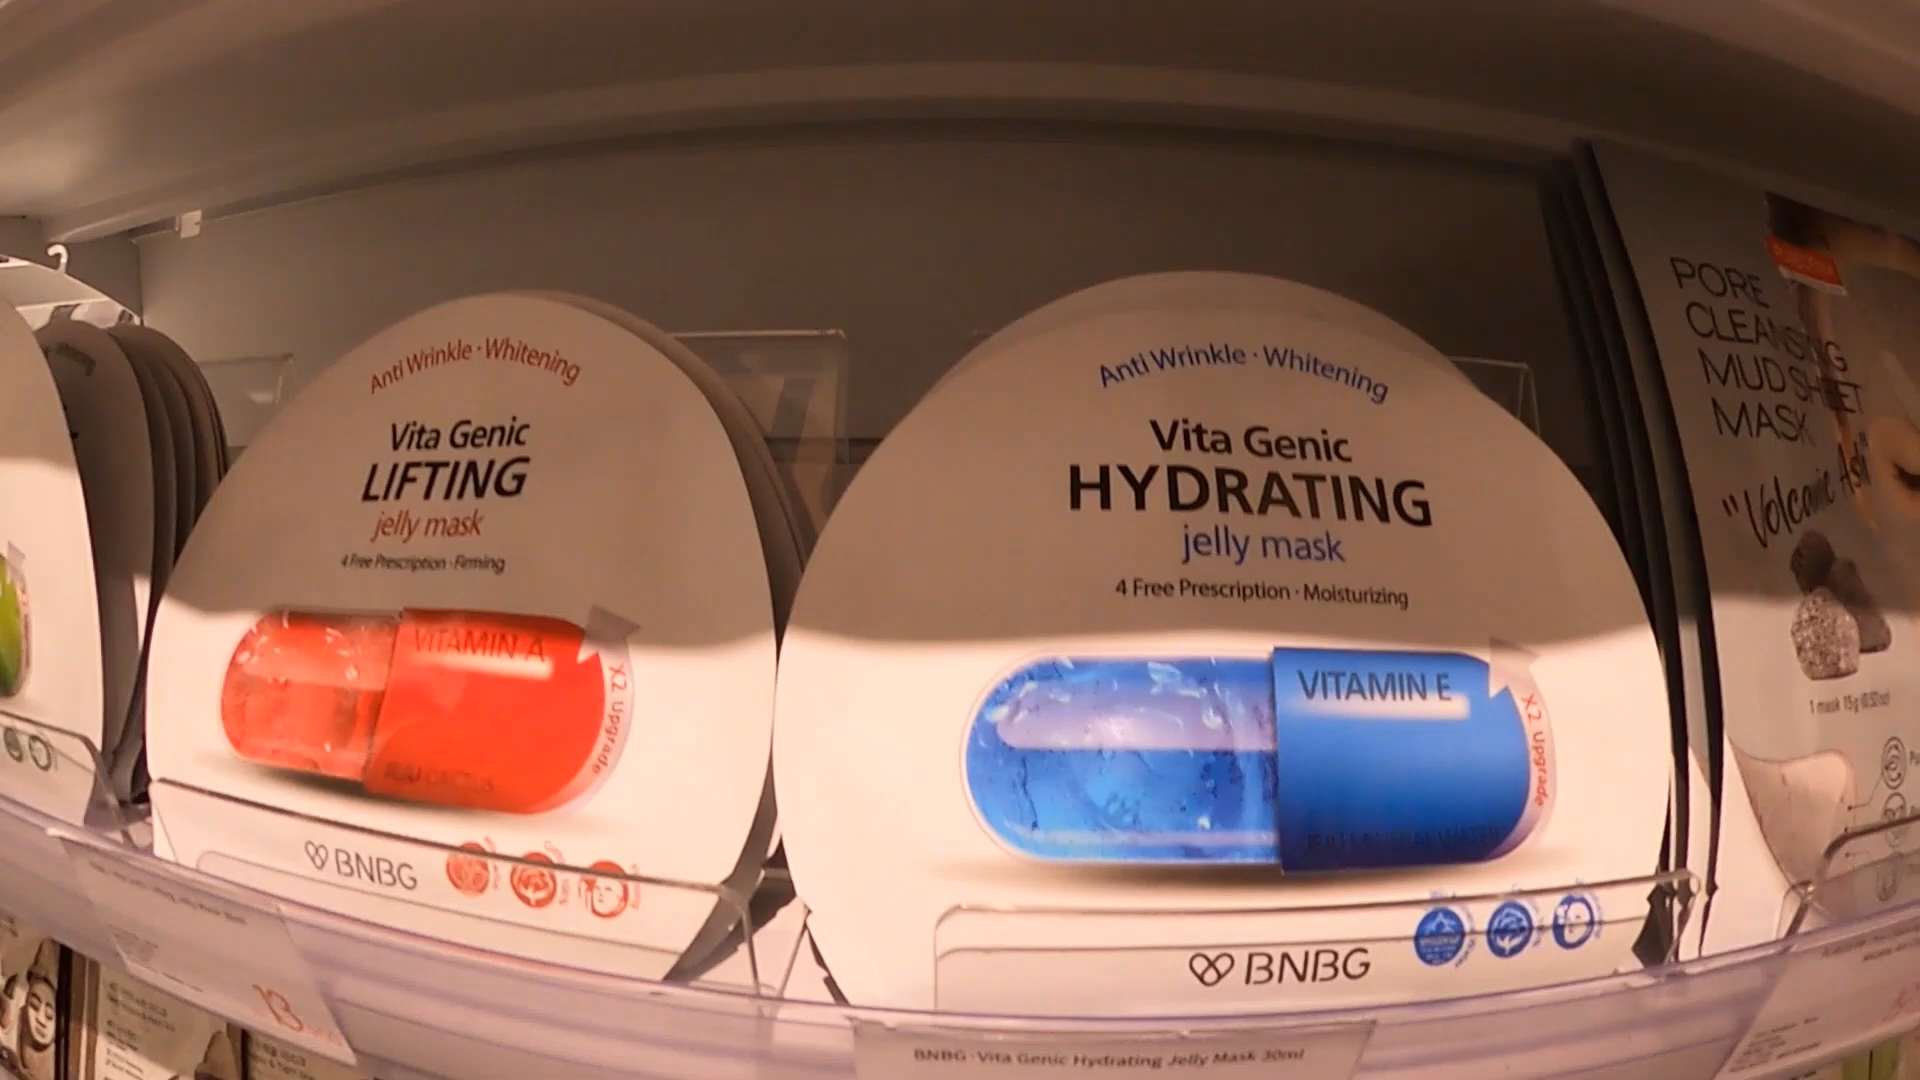 Anti Wrinkle · Whitening
Vita Genic
LIFTING
jelly mask
4 Free Prescription · Firming
VITAMIN A
X2 Upgrade
BNBG
Anti Wrinkle · Whitening
Vita Genic
HYDRATING
jelly mask
4 Free Prescription · Moisturizing
VITAMIN E
X2 Upgrade
BNBG
BNBG · Vita Genic Hydrating Jelly Mask 30ml
PORE
CLEANSING
MUD SHEET
MASK
"Volcanic Ash"
1 mask 15g (0.52oz)